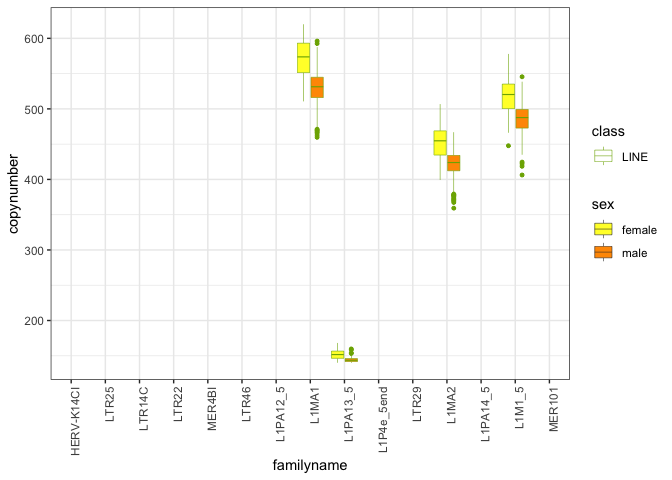 600
500
400
300
200
copynumber
HERV-K14CI
LTR25
LTR14C
LTR22
MER4BI
LTR46
L1PA12_5
L1MA1
L1PA13_5
L1P4e_5end
LTR29
L1MA2
L1PA14_5
L1M1_5
MER101
familyname
class
LINE
sex
female
male